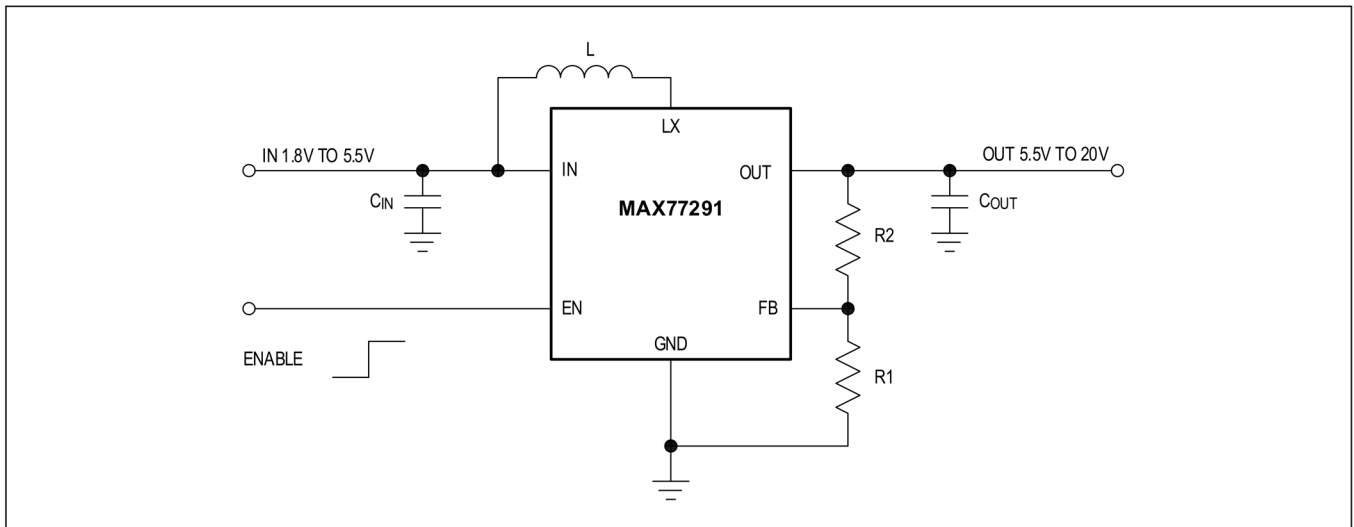 L
LX
IN 1.8V TO 5.5V
IN
OUT
OUT 5.5V TO 20V
CIN
MAX77291
COUT
R2
EN
FB
GND
ENABLE
R1